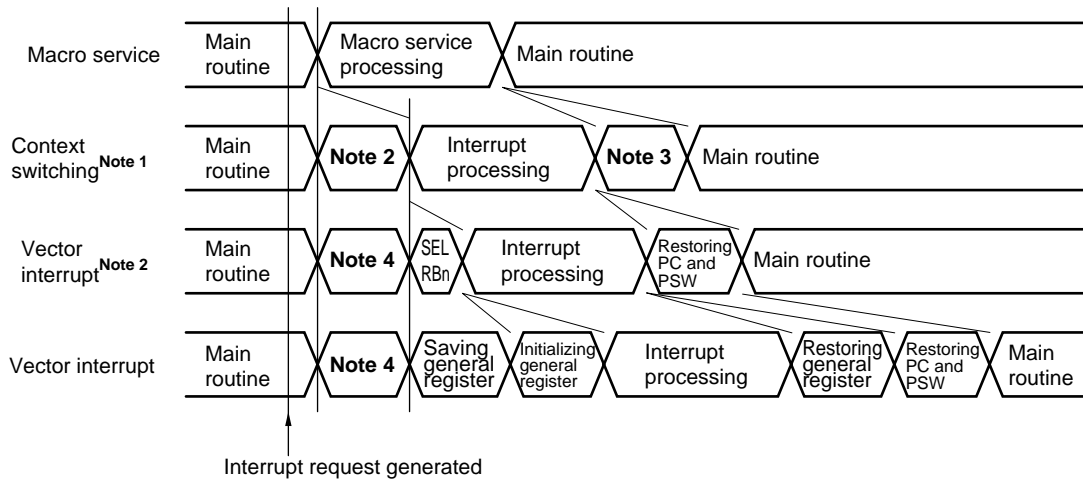 Macro service
Main
routine
Macro service
processing
Main routine
Context
switching Note 1
Main
routine
Note 2
Interrupt
processing
Note 3
Main routine
Vector
interrupt Note 2
Main
routine
Note 4
SEL
RBn
Interrupt
processing
Restoring
PC and
PSW
Main routine
Vector interrupt
Main
routine
Note 4
Saving
general
register
Initializing
general
register
Interrupt
processing
Restoring
general
register
Restoring
PC and
PSW
Main
routine
Interrupt request generated